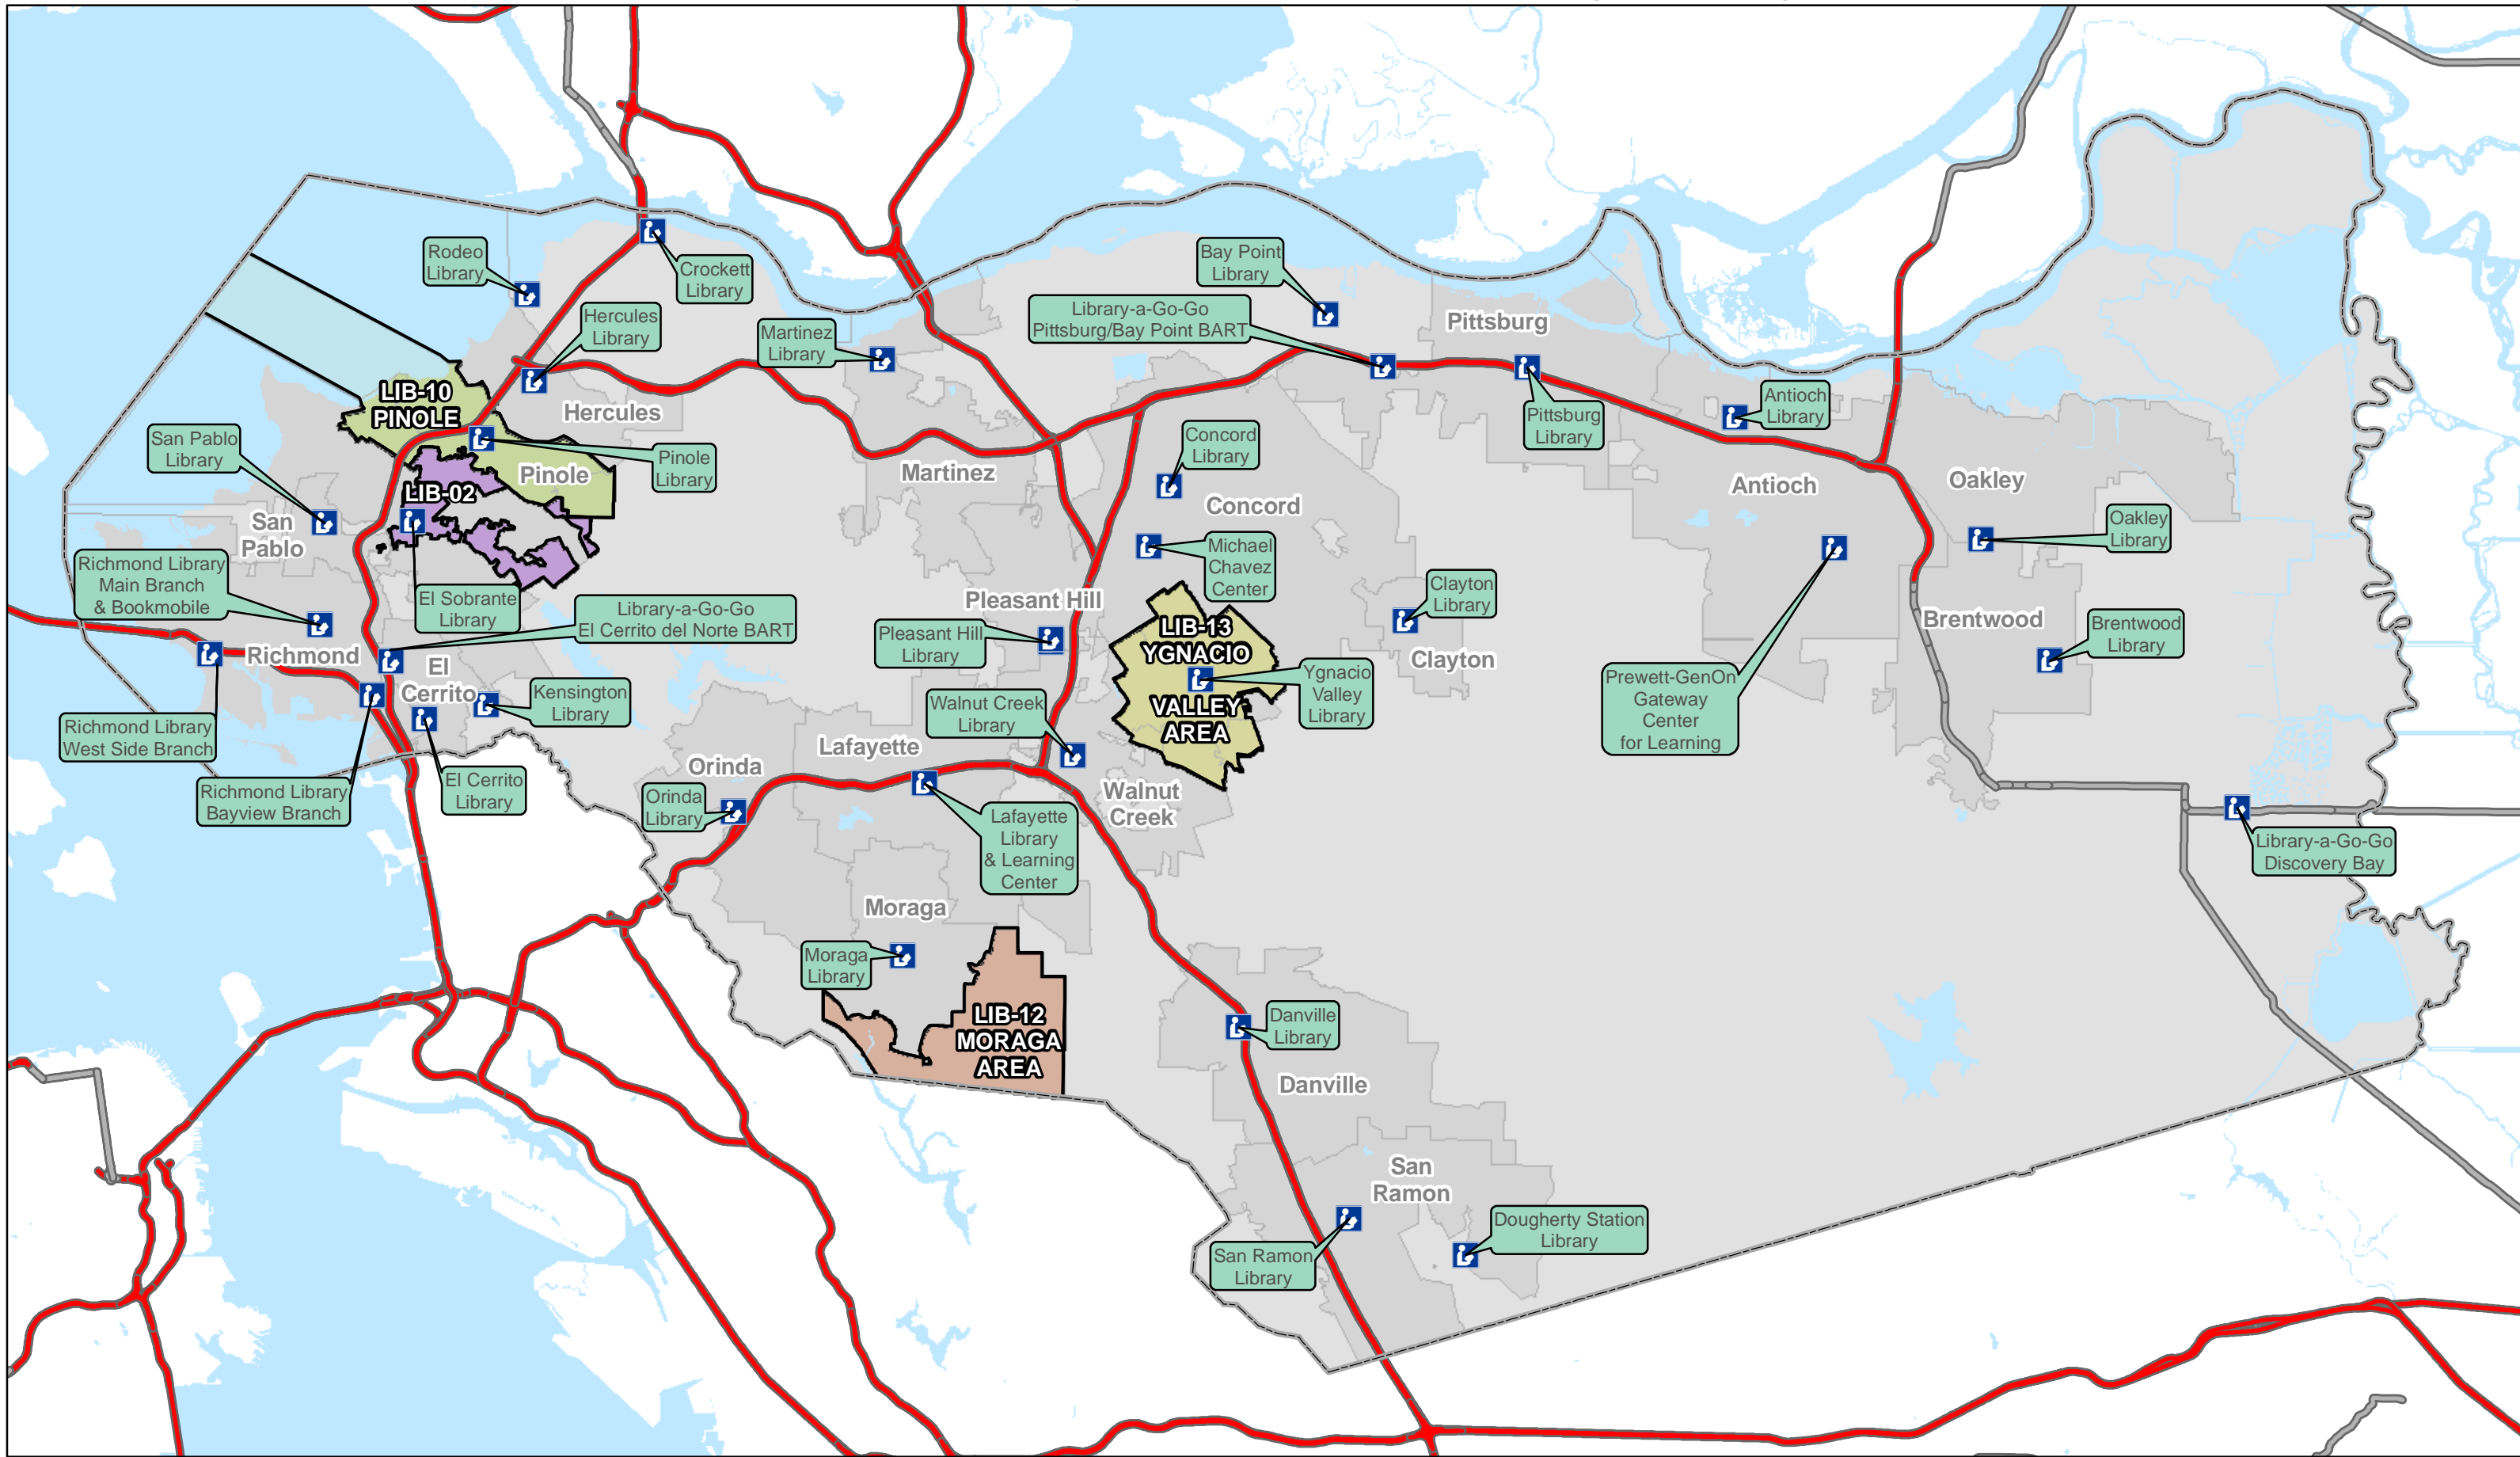 Rodeo
Library
Crockett
Library
Bay Point
Library
Hercules
Library
Martinez
Library
Library-a-Go-Go
Pittsburg/Bay Point BART
Pittsburg
LIB-10
PINOLE
Hercules
San Pablo
Library
Pinole
Library
Pinole
LIB-02
Martinez
Concord
Library
Concord
Pittsburg
Library
Antioch
Library
Antioch
Oakley
Oakley
Library
San
Pablo
Richmond Library
Main Branch
& Bookmobile
El Sobrante
Library
Library-a-Go-Go
El Cerrito del Norte BART
Michael
Chavez
Center
Pleasant Hill
Pleasant Hill
Library
LIB-13
YGNACIO
VALLEY
AREA
Ygnacio
Valley
Library
Clayton
Library
Clayton
Brentwood
Brentwood
Library
Prewett-GenOn
Gateway
Center
for Learning
Richmond
El
Cerrito
Kensington
Library
Richmond Library
West Side Branch
Richmond Library
Bayview Branch
El Cerrito
Library
Walnut Creek
Library
Lafayette
Orinda
Orinda
Library
Walnut
Creek
Lafayette
Library
& Learning
Center
Library-a-Go-Go
Discovery Bay
Moraga
Moraga
Library
LIB-12
MORAGA
AREA
Danville
Library
Danville
San
Ramon
San Ramon
Library
Dougherty Station
Library